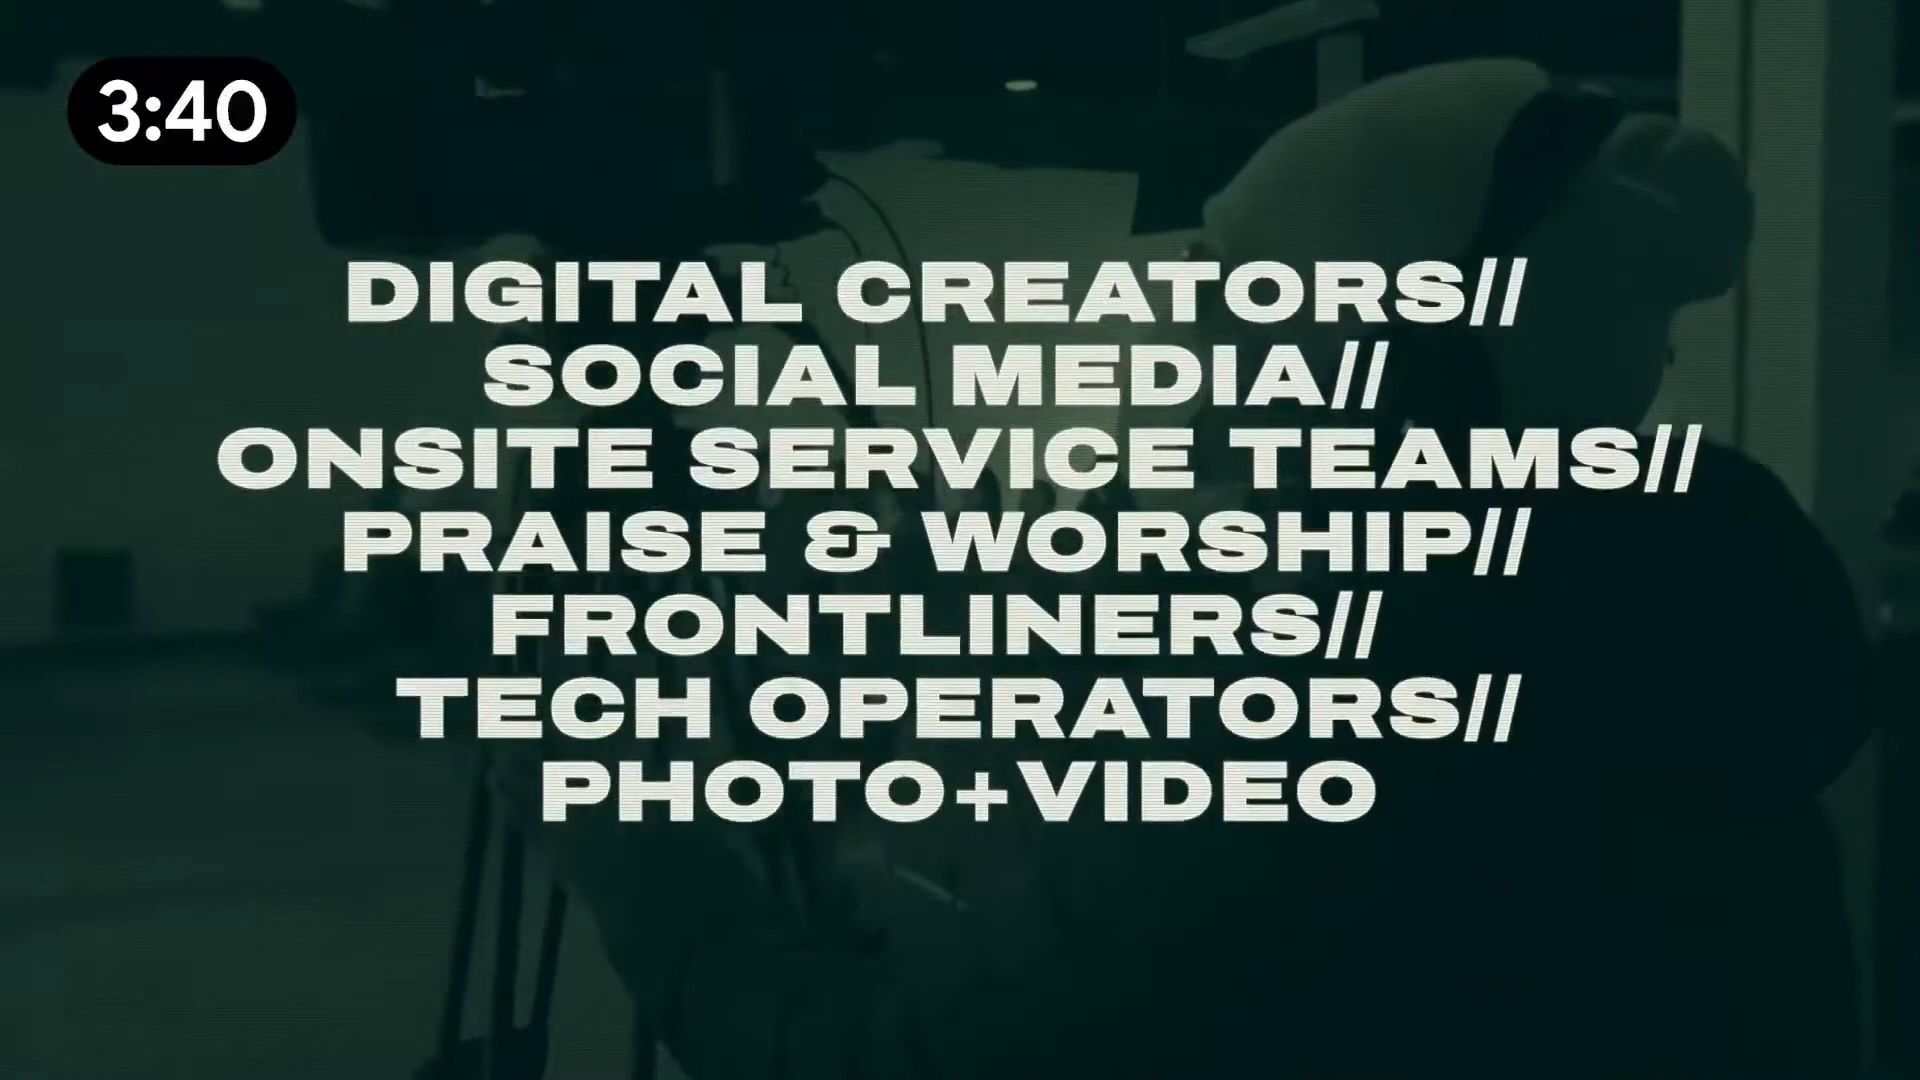 3:40
DIGITAL CREATORS//
SOCIAL MEDIA//
ONSITE SERVICE TEAMS//
PRAISE & WORSHIP//
FRONTLINERS//
TECH OPERATORS//
PHOTO+VIDEO